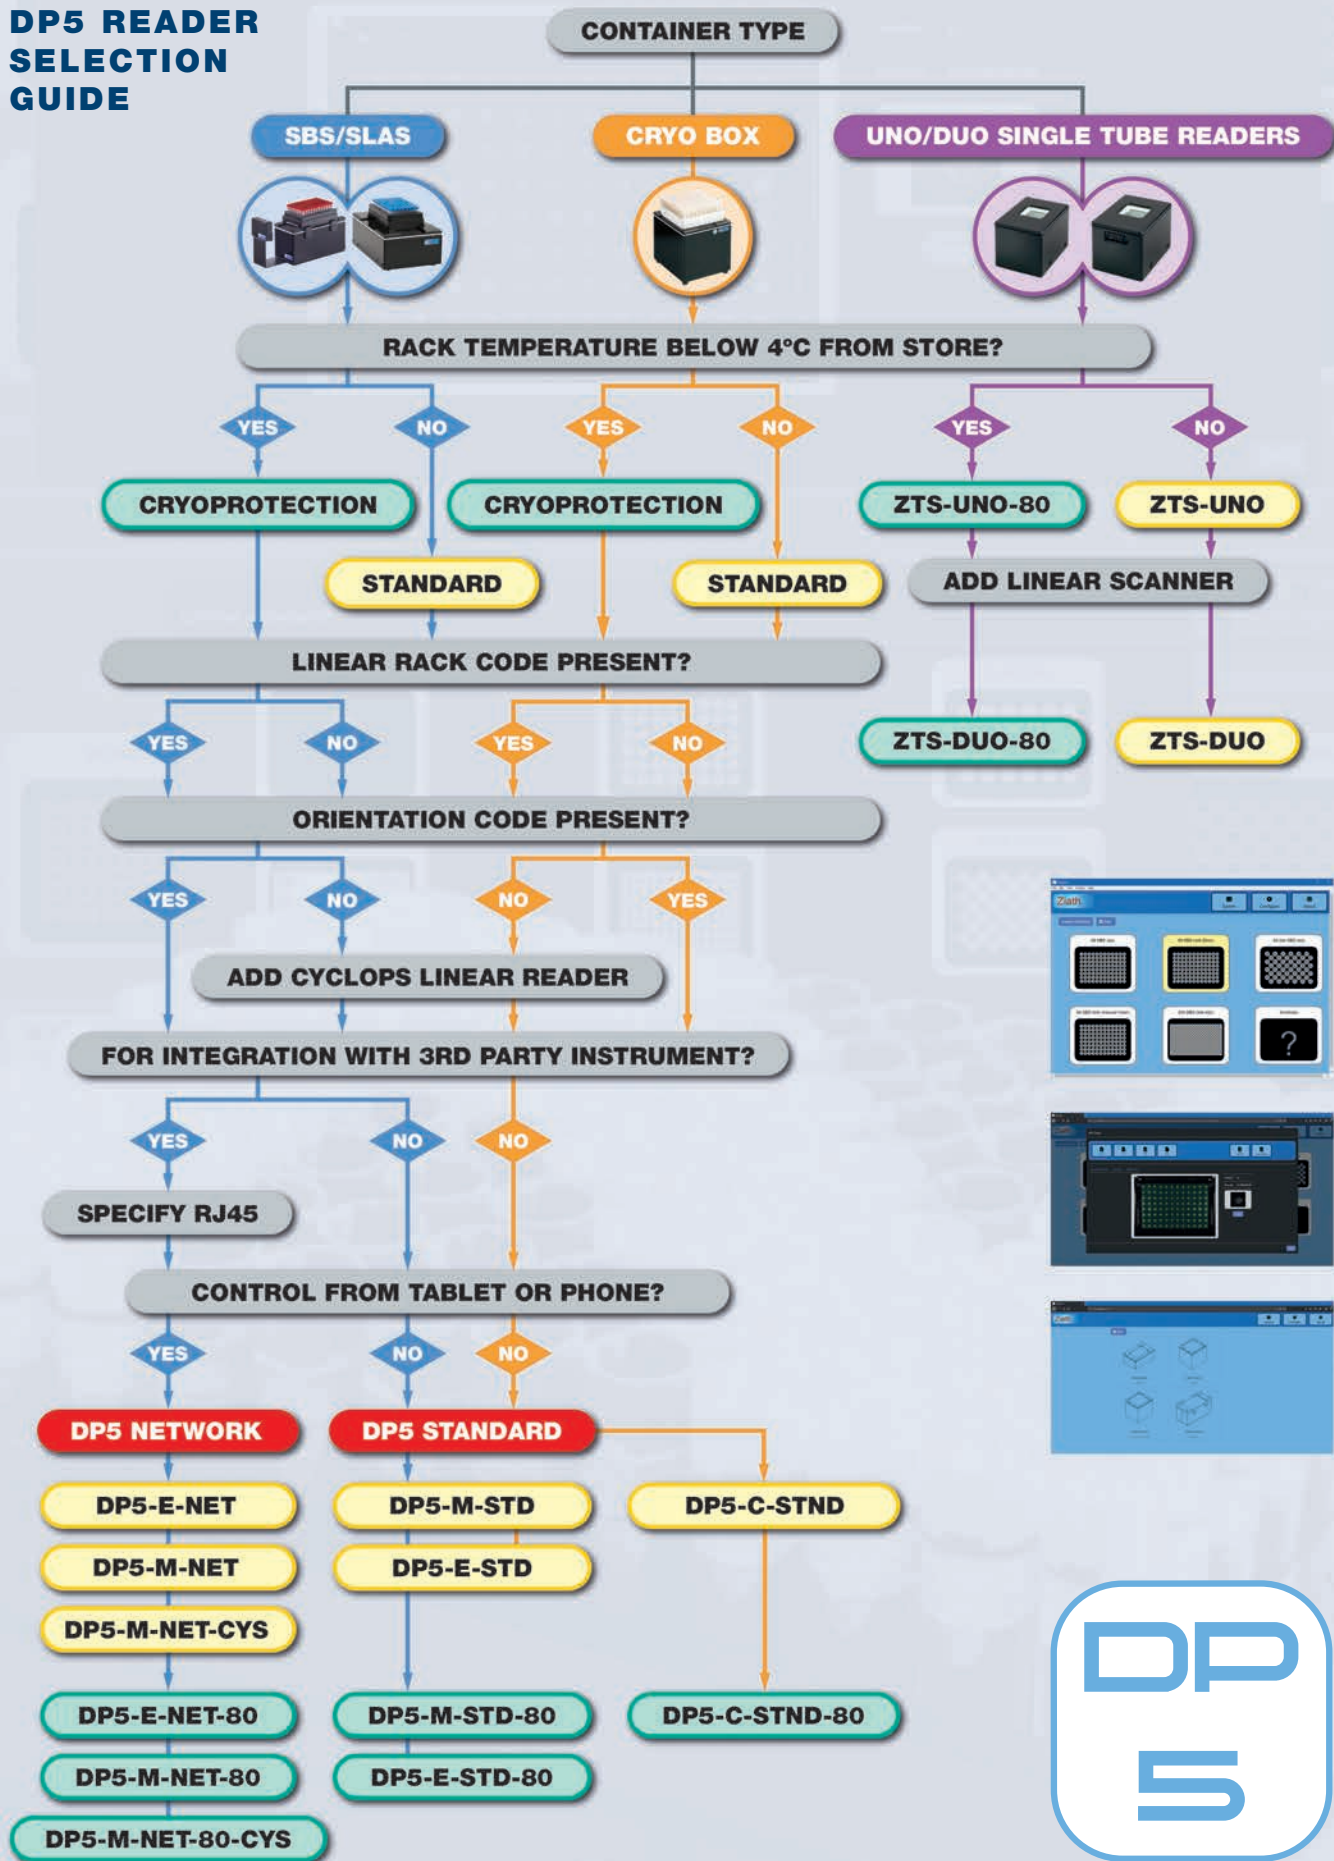 DP5 READER
SELECTION
GUIDE
CONTAINER TYPE
SBS/SLAS
CRYO BOX
UNO/DUO SINGLE TUBE READERS
RACK TEMPERATURE BELOW 4ºC FROM STORE?
YES
NO
YES
NO
YES
NO
CRYOPROTECTION
CRYOPROTECTION
ZTS-UNO-80
ZTS-UNO
STANDARD
STANDARD
ADD LINEAR SCANNER
LINEAR RACK CODE PRESENT?
YES
NO
YES
NO
ZTS-DUO-80
ZTS-DUO
ORIENTATION CODE PRESENT?
YES
NO
NO
YES
ADD CYCLOPS LINEAR READER
FOR INTEGRATION WITH 3RD PARTY INSTRUMENT?
YES
NO
NO
SPECIFY RJ45
CONTROL FROM TABLET OR PHONE?
YES
NO
NO
DP5 NETWORK
DP5 STANDARD
DP5-E-NET
DP5-M-STD
DP5-C-STND
DP5-M-NET
DP5-E-STD
DP5-M-NET-CYS
DP5-E-NET-80
DP5-M-STD-80
DP5-C-STND-80
DP5-M-NET-80
DP5-E-STD-80
DP5-M-NET-80-CYS
Ziath
?
DP
5